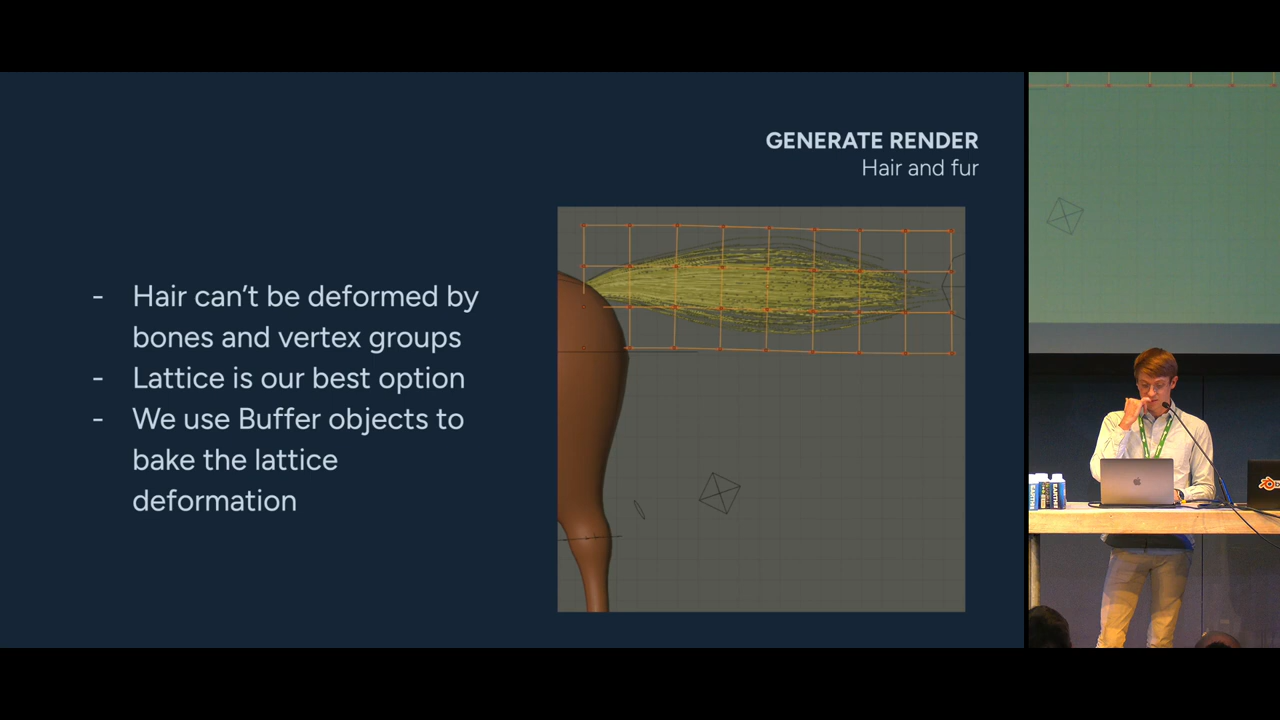 GENERATE RENDER
Hair and fur
- Hair can't be deformed by
bones and vertex groups
- Lattice is our best option
- We use Buffer objects to
bake the lattice
deformation